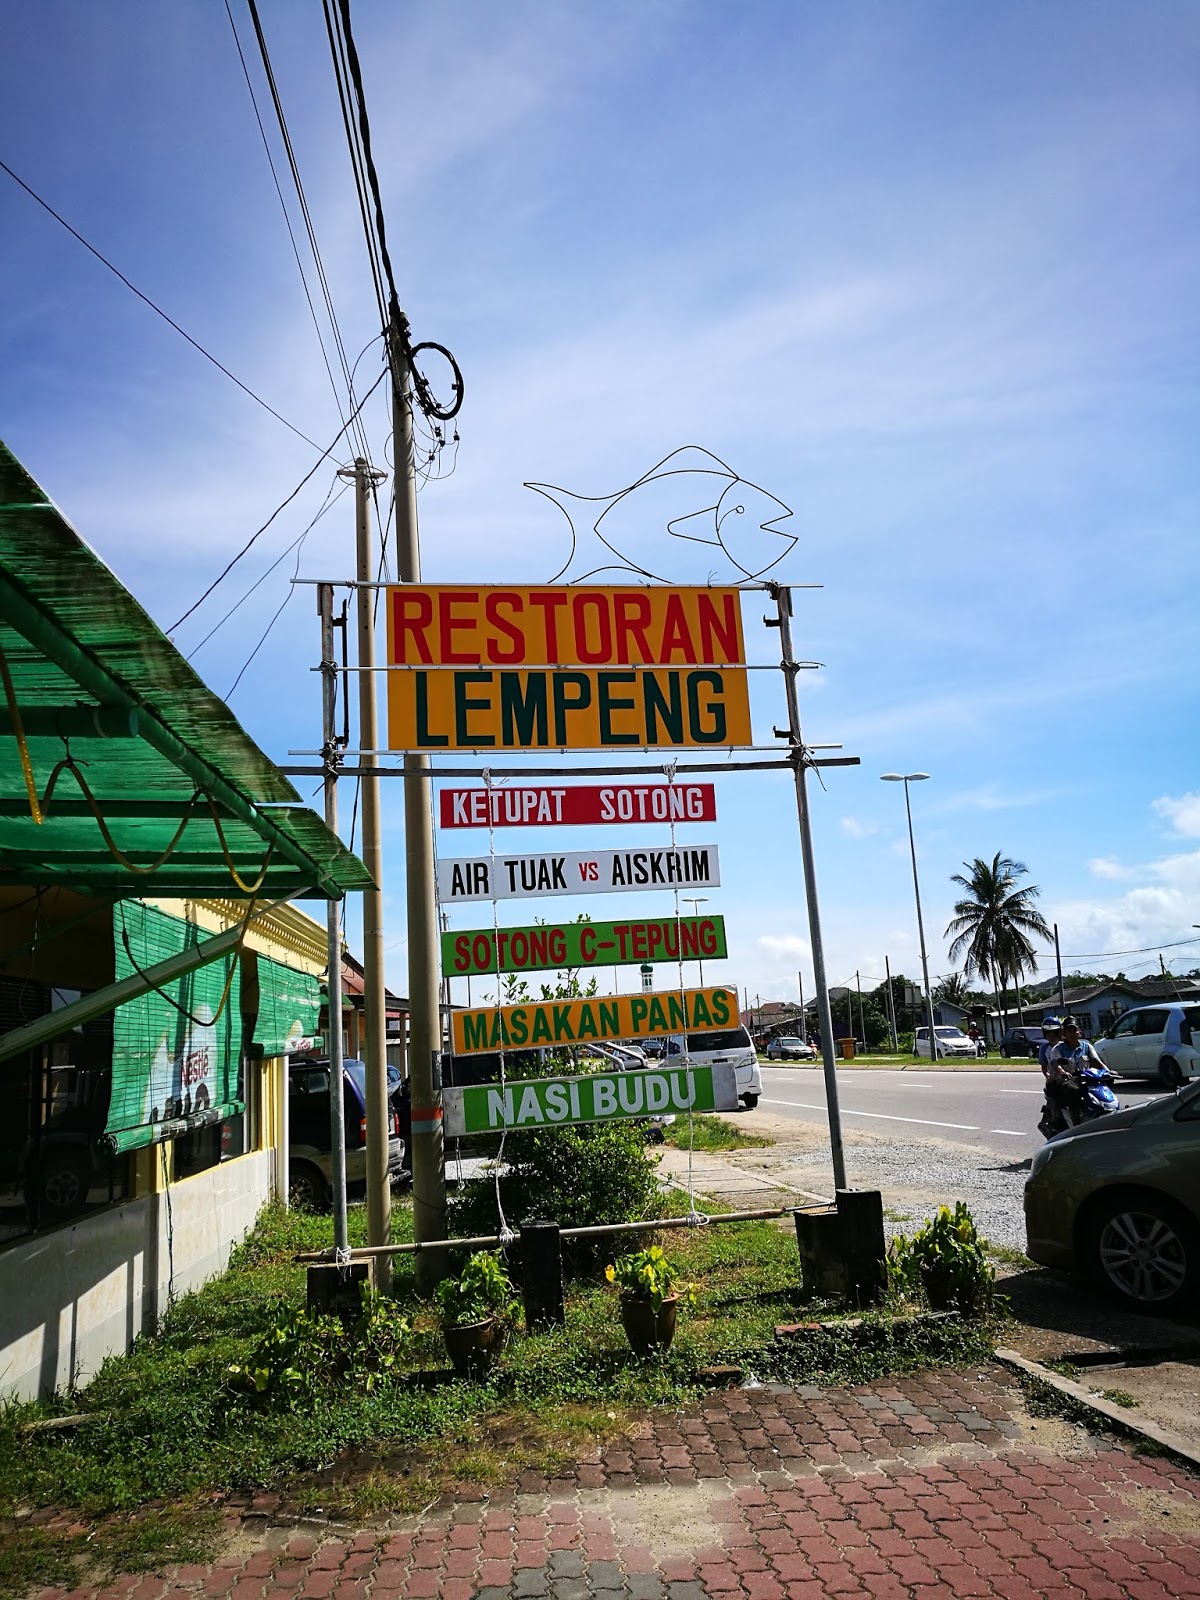 RESTORAN
LEMPENG
KETUPAT SOTONG
AIR TUAK VS AISKRIM
SOTONG C-TEPUNG
MASAKAN PANAS
NASI BUDU
Nestlé